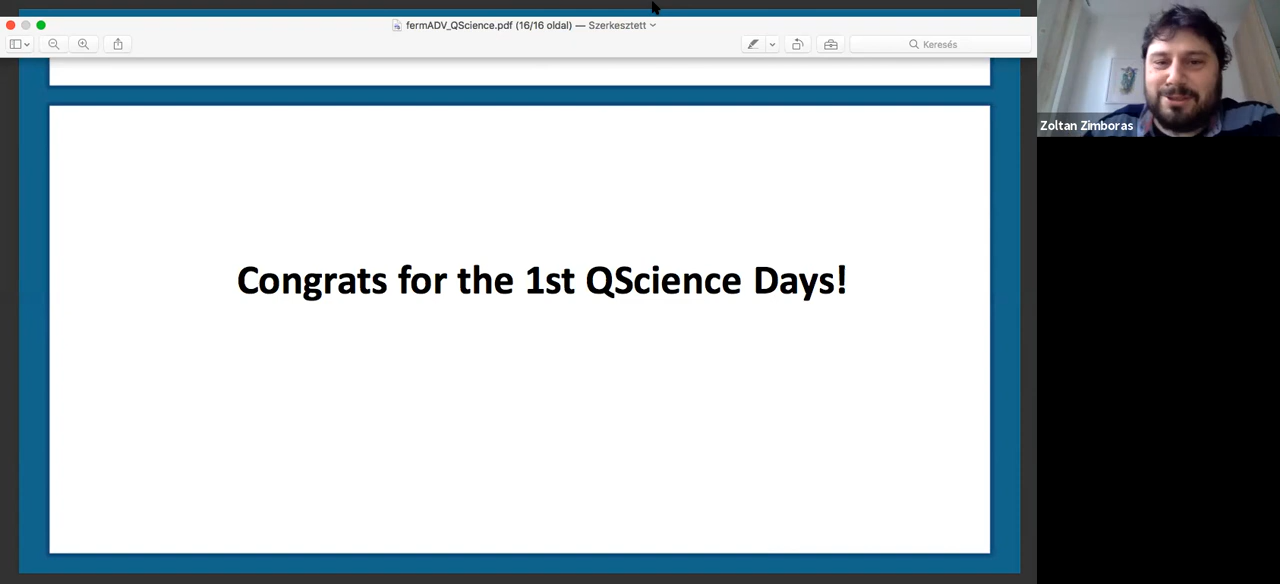 fermADV_QScience.pdf (16/16 oldal) — Szerkesztett
Keresés
Zoltan Zimboras
Congrats for the 1st QScience Days!